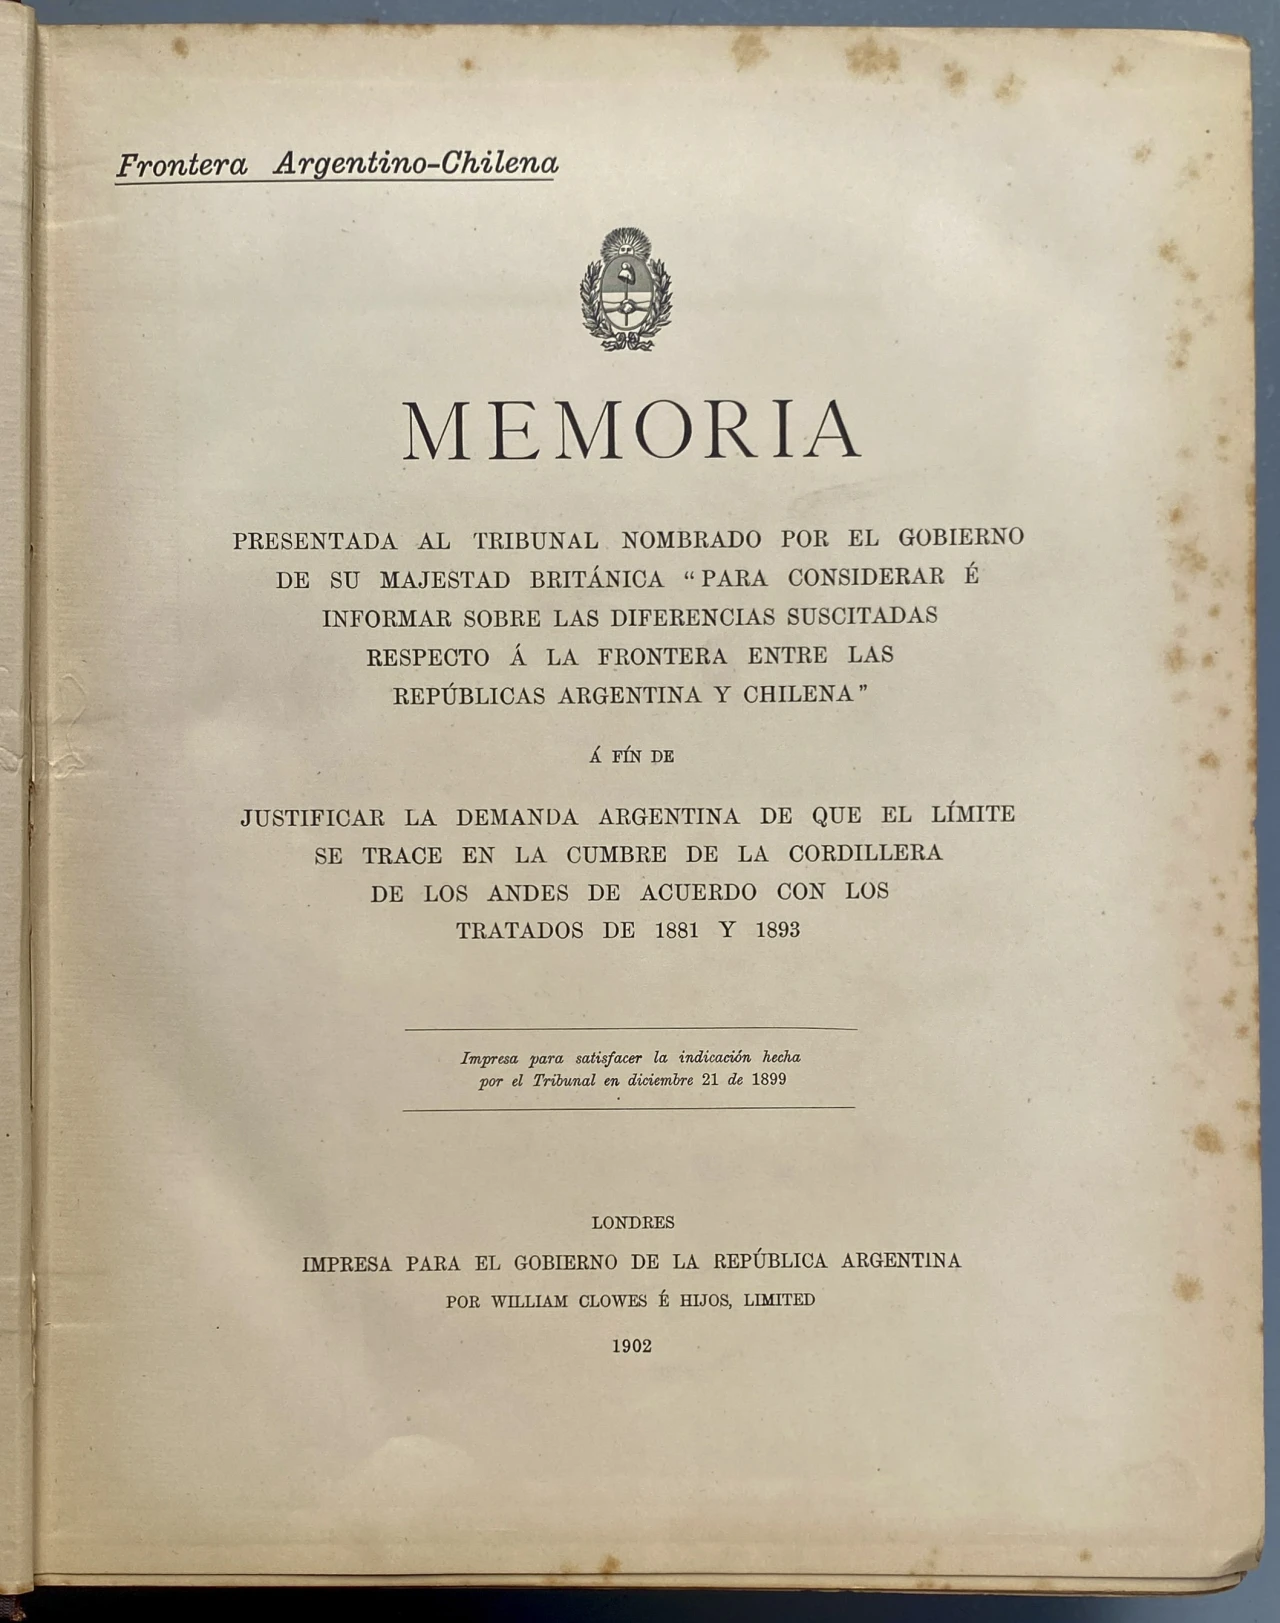 Frontera Argentino-Chilena
MEMORIA
PRESENTADA AL TRIBUNAL NOMBRADO POR EL GOBIERNO
DE SU MAJESTAD BRITÁNICA “PARA CONSIDERAR É
INFORMAR SOBRE LAS DIFERENCIAS SUSCITADAS
RESPECTO Á LA FRONTERA ENTRE LAS
REPÚBLICAS ARGENTINA Y CHILENA”
Á FÍN DE
JUSTIFICAR LA DEMANDA ARGENTINA DE QUE EL LÍMITE
SE TRACE EN LA CUMBRE DE LA CORDILLERA
DE LOS ANDES DE ACUERDO CON LOS
TRATADOS DE 1881 Y 1893
Impresa para satisfacer la indicación hecha
por el Tribunal en diciembre 21 de 1899
LONDRES
IMPRESA PARA EL GOBIERNO DE LA REPÚBLICA ARGENTINA
POR WILLIAM CLOWES É HIJOS, LIMITED
1902